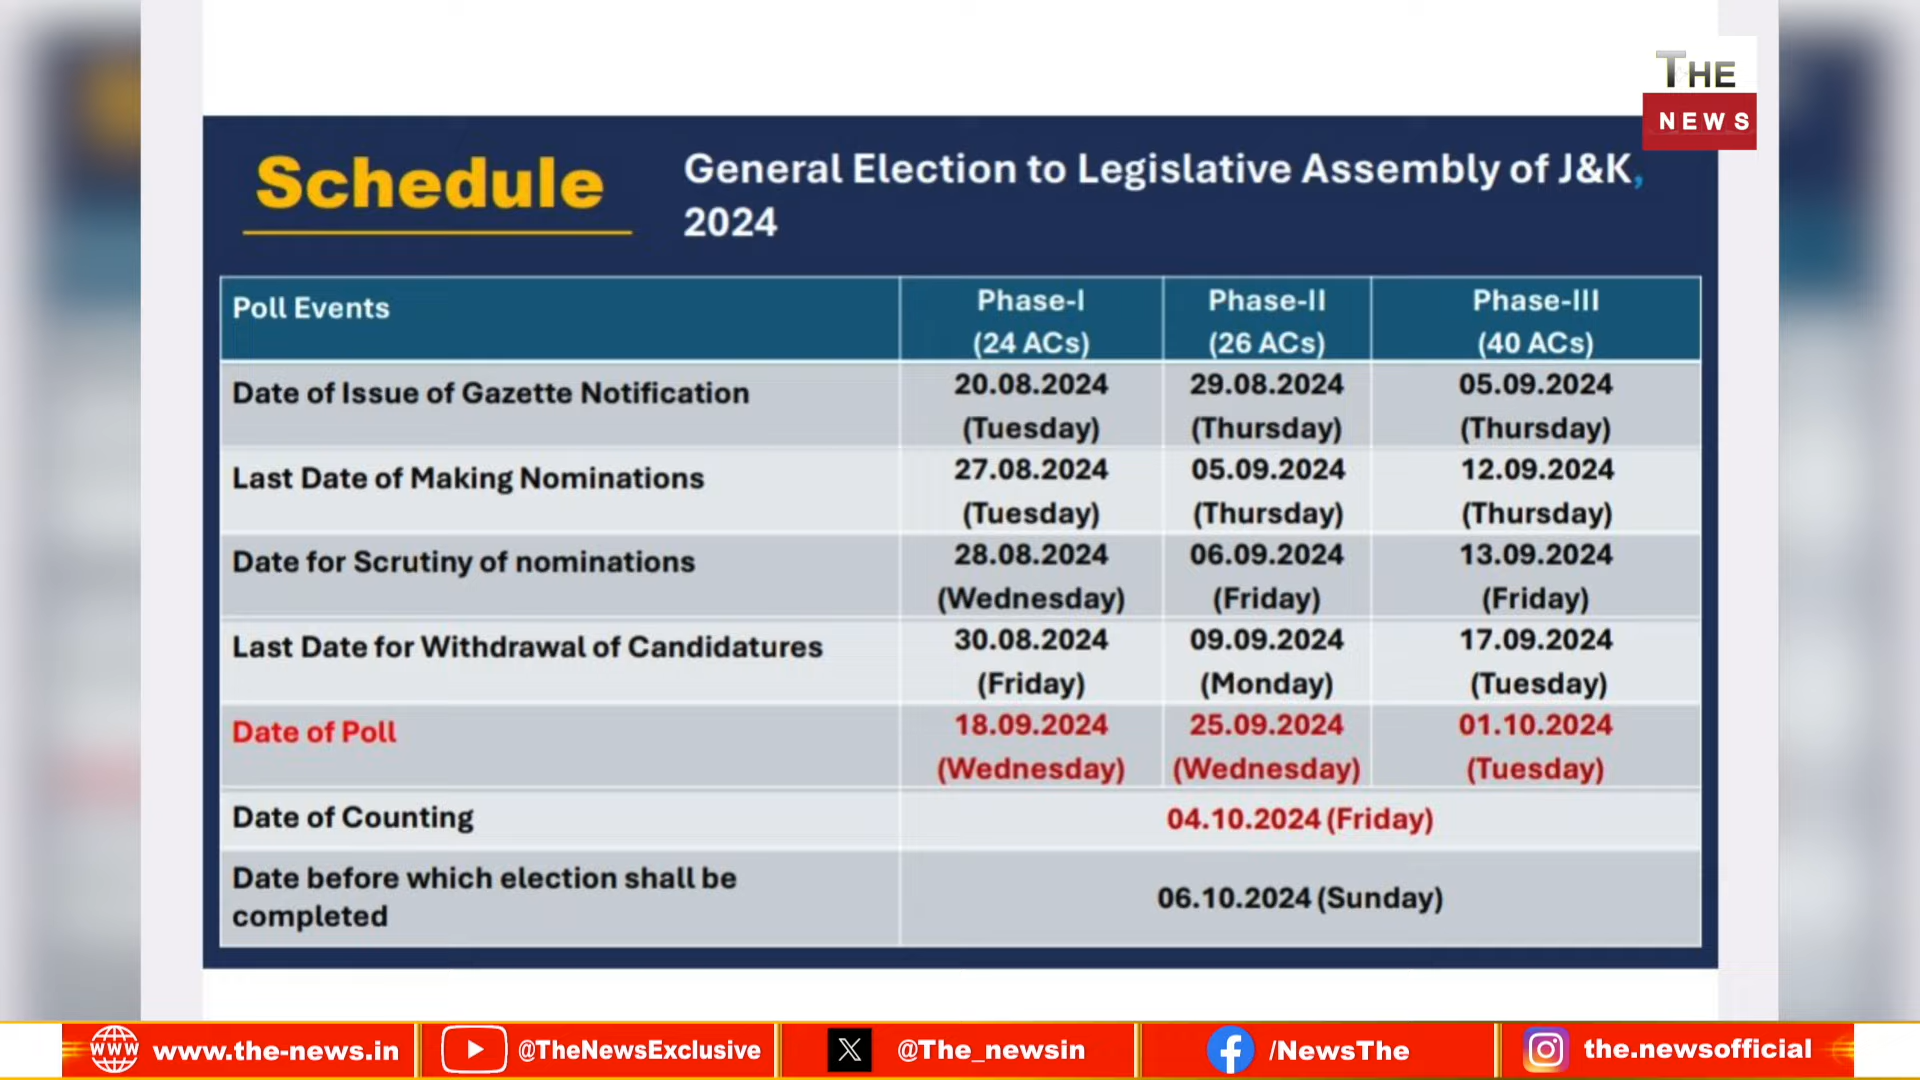 THE
NEWS
Schedule
General Election to Legislative Assembly of J&K,
2024
Poll Events
Phase-I
(24 ACs)
Phase-II
(26 ACs)
Phase-III
(40 ACs)
Date of Issue of Gazette Notification
20.08.2024
(Tuesday)
29.08.2024
(Thursday)
05.09.2024
(Thursday)
Last Date of Making Nominations
27.08.2024
(Tuesday)
05.09.2024
(Thursday)
12.09.2024
(Thursday)
Date for Scrutiny of nominations
28.08.2024
(Wednesday)
06.09.2024
(Friday)
13.09.2024
(Friday)
Last Date for Withdrawal of Candidatures
30.08.2024
(Friday)
09.09.2024
(Monday)
17.09.2024
(Tuesday)
Date of Poll
18.09.2024
(Wednesday)
25.09.2024
(Wednesday)
01.10.2024
(Tuesday)
Date of Counting
04.10.2024 (Friday)
Date before which election shall be
completed
06.10.2024 (Sunday)
WWW
www.the-news.in
@TheNewsExclusive
@The_newsin
/NewsThe
the.newsofficial